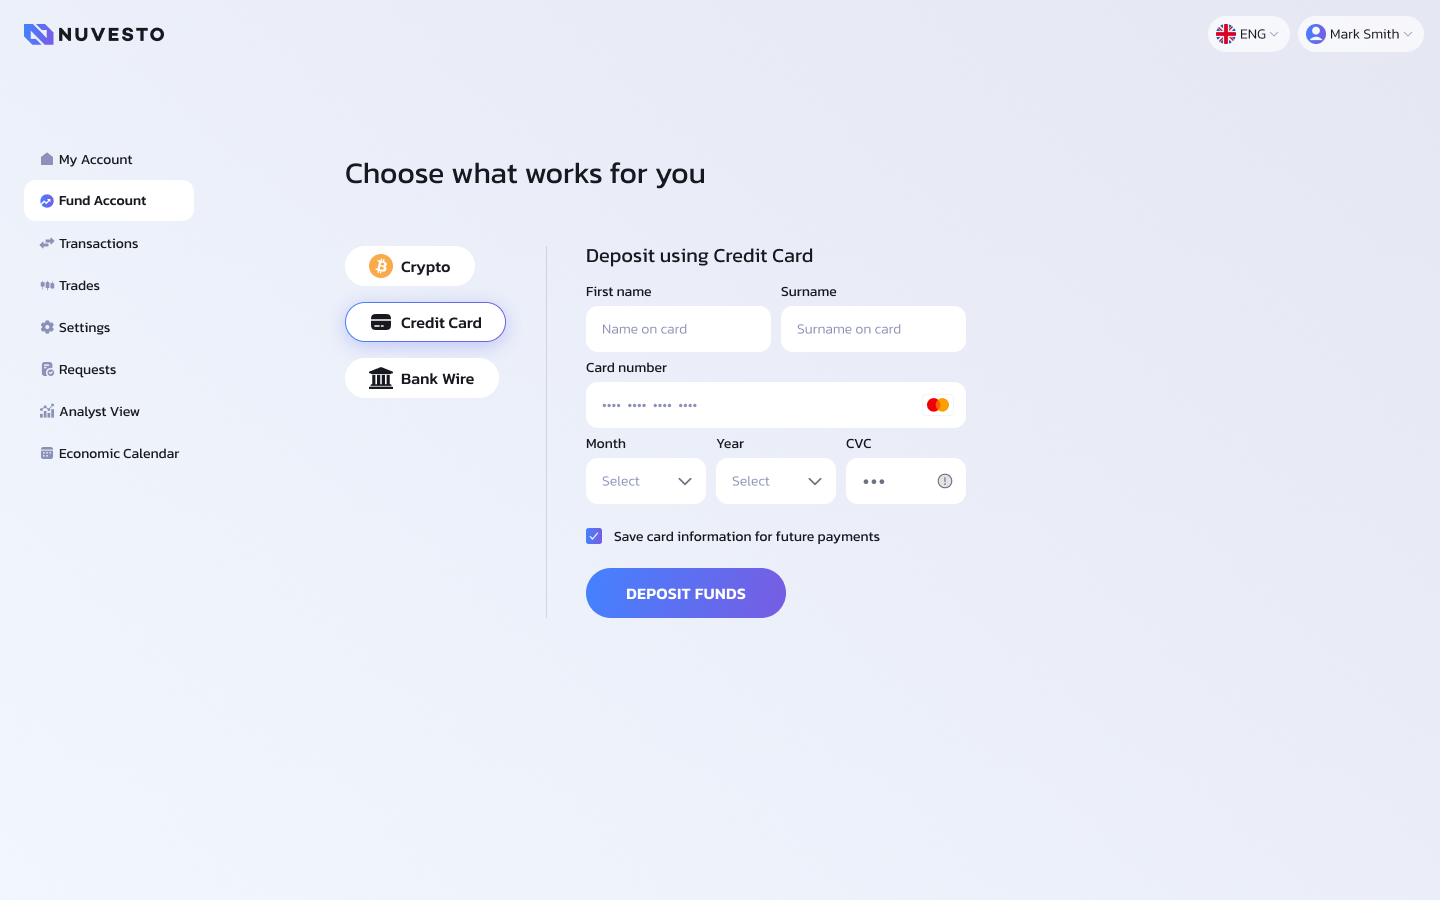 NUVESTO
ENG
Mark Smith
My Account
Fund Account
Transactions
Trades
Settings
Requests
Analyst View
Economic Calendar
Choose what works for you
Crypto
Credit Card
Bank Wire
Deposit using Credit Card
First name
Surname
Name on card
Surname on card
Card number
•••• •••• •••• ••••
Month
Year
CVC
Select
Select
•••
Save card information for future payments
DEPOSIT FUNDS